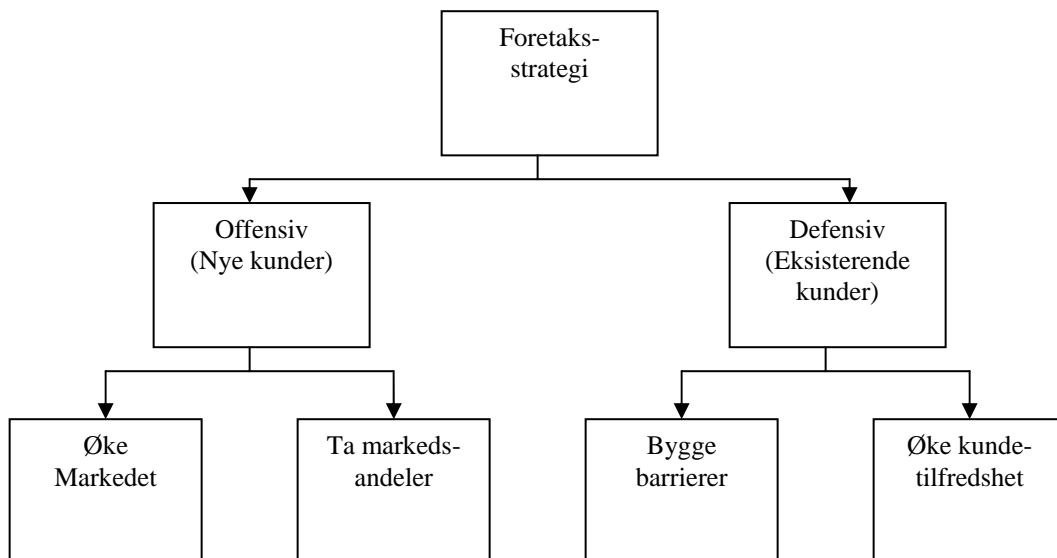 Foretaks-
strategi
Offensiv
(Nye kunder)
Defensiv
(Eksisterende
kunder)
Øke
Markedet
Ta markeds-
andeler
Bygge
barrierer
Øke kunde-
tilfredshet